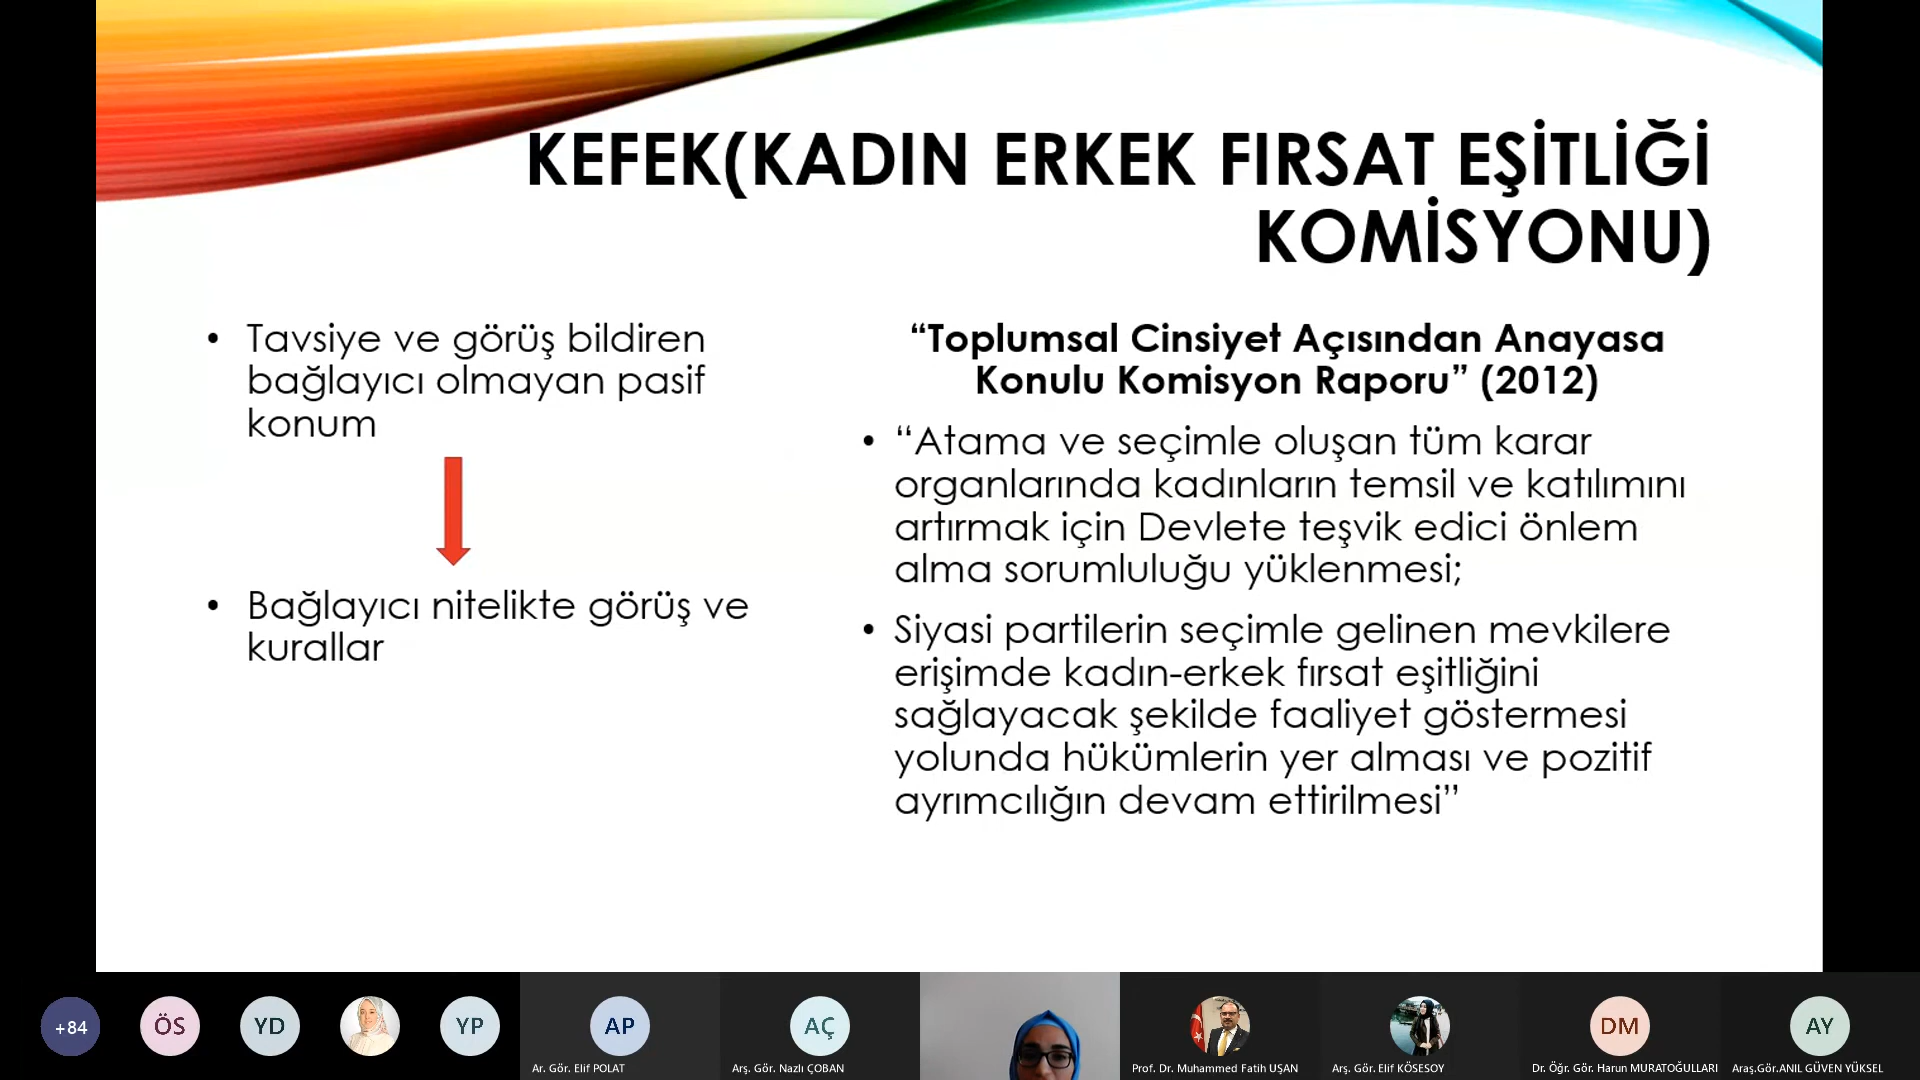 KEFEK(KADIN ERKEK FIRSAT EŞİTLİĞİ
KOMİSYONU)
• Tavsiye ve görüş bildiren
bağlayıcı olmayan pasif
konum
• Bağlayıcı nitelikte görüş ve
kurallar
“Toplumsal Cinsiyet Açısından Anayasa
Konulu Komisyon Raporu” (2012)
• “Atama ve seçimle oluşan tüm karar
organlarında kadınların temsil ve katılımını
artırmak için Devlete teşvik edici önlem
alma sorumluluğu yüklenmesi;
• Siyasi partilerin seçimle gelinen mevkilere
erişimde kadın-erkek fırsat eşitliğini
sağlayacak şekilde faaliyet göstermesi
yolunda hükümlerin yer alması ve pozitif
ayrımcılığın devam ettirilmesi”
+84
ÖS
YD
YP
AP
Ar. Gör. Elif POLAT
AÇ
Arş. Gör. Nazlı ÇOBAN
Prof. Dr. Muhammed Fatih UŞAN
Arş. Gör. Elif KÖSESOY
DM
Dr. Öğr. Gör. Harun MURATOĞULLARI
AY
Araş.Gör.ANIL GÜVEN YÜKSEL